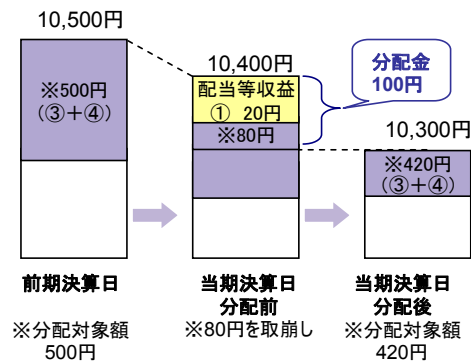 10,500円
※500円
(③+④)
前期決算日
※分配対象額
500円
10,400円
配当等収益
① 20円
※80円
分配金
100円
当期決算日
分配前
※80円を取崩し
10,300円
※420円
(③+④)
当期決算日
分配後
※分配対象額
420円